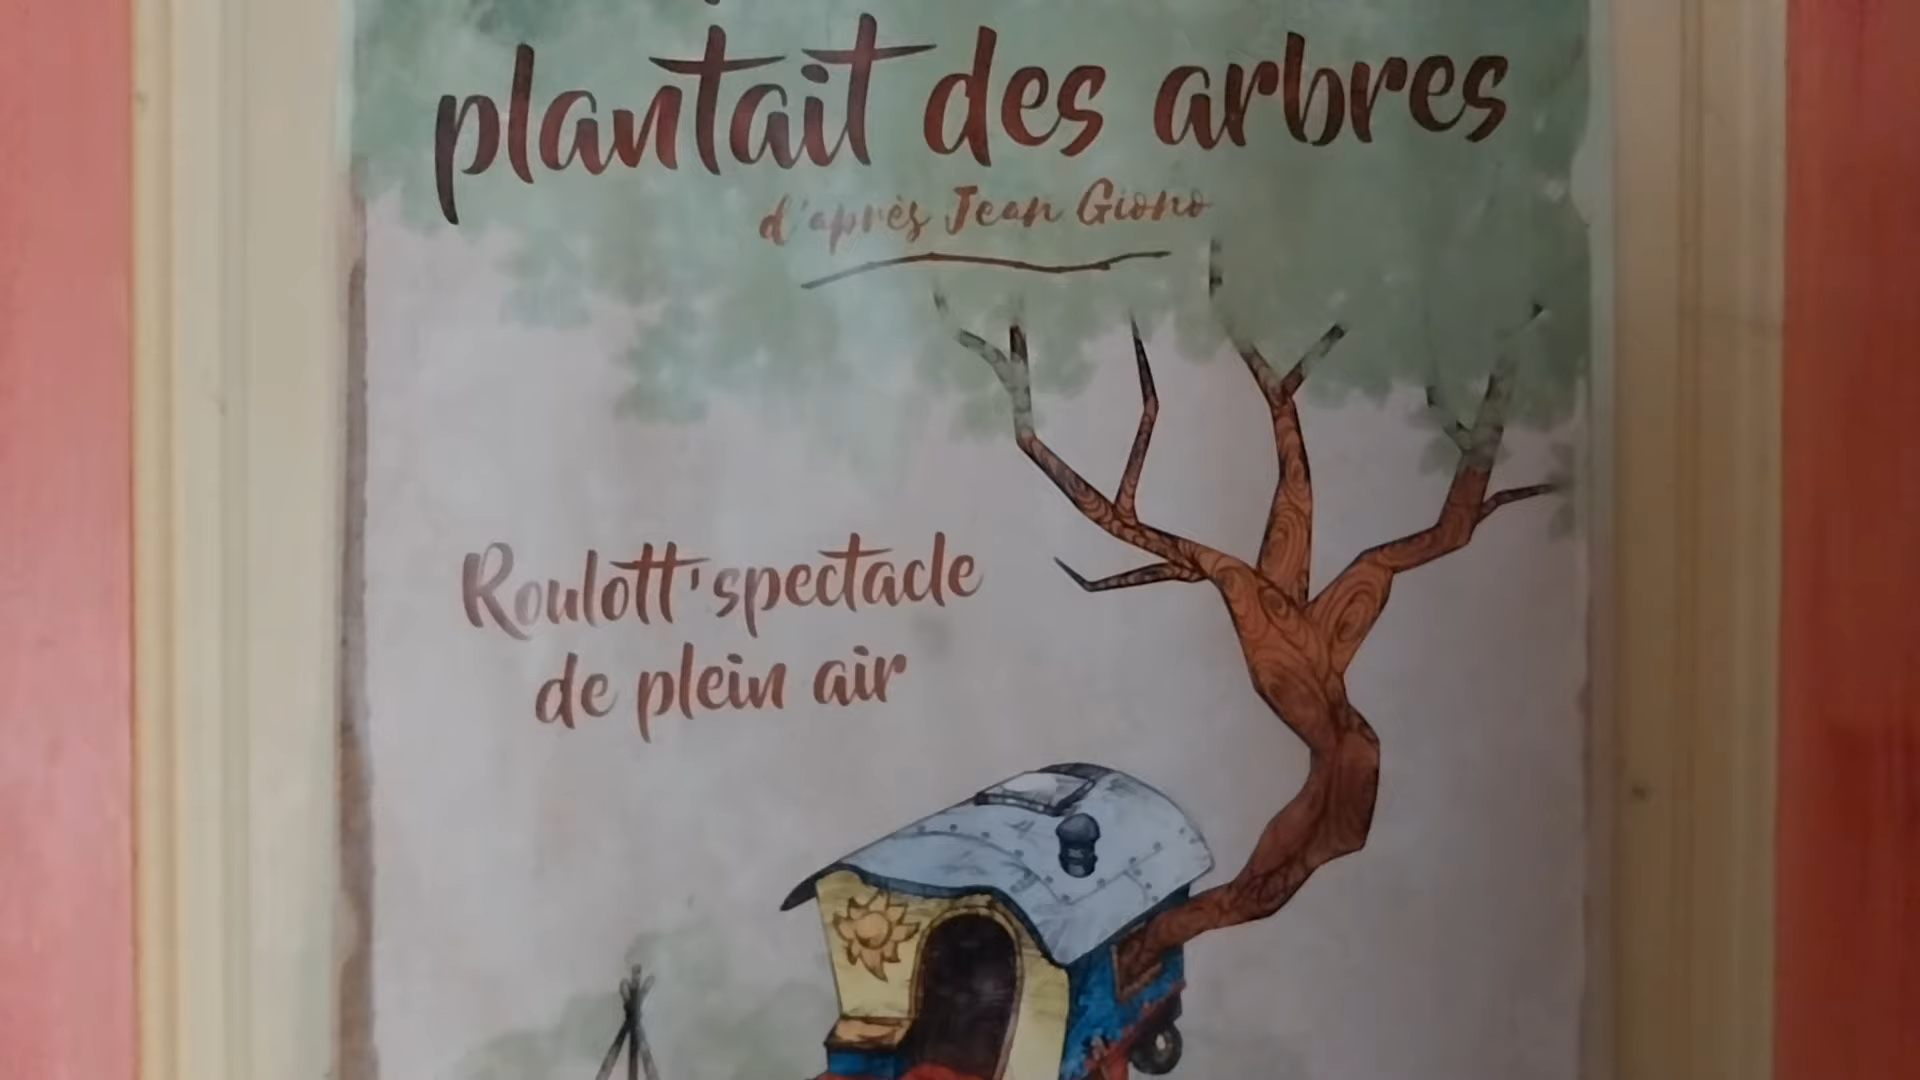 plantait des arbres
d'après Jean Giono
Roulott'spectacle
de plein air